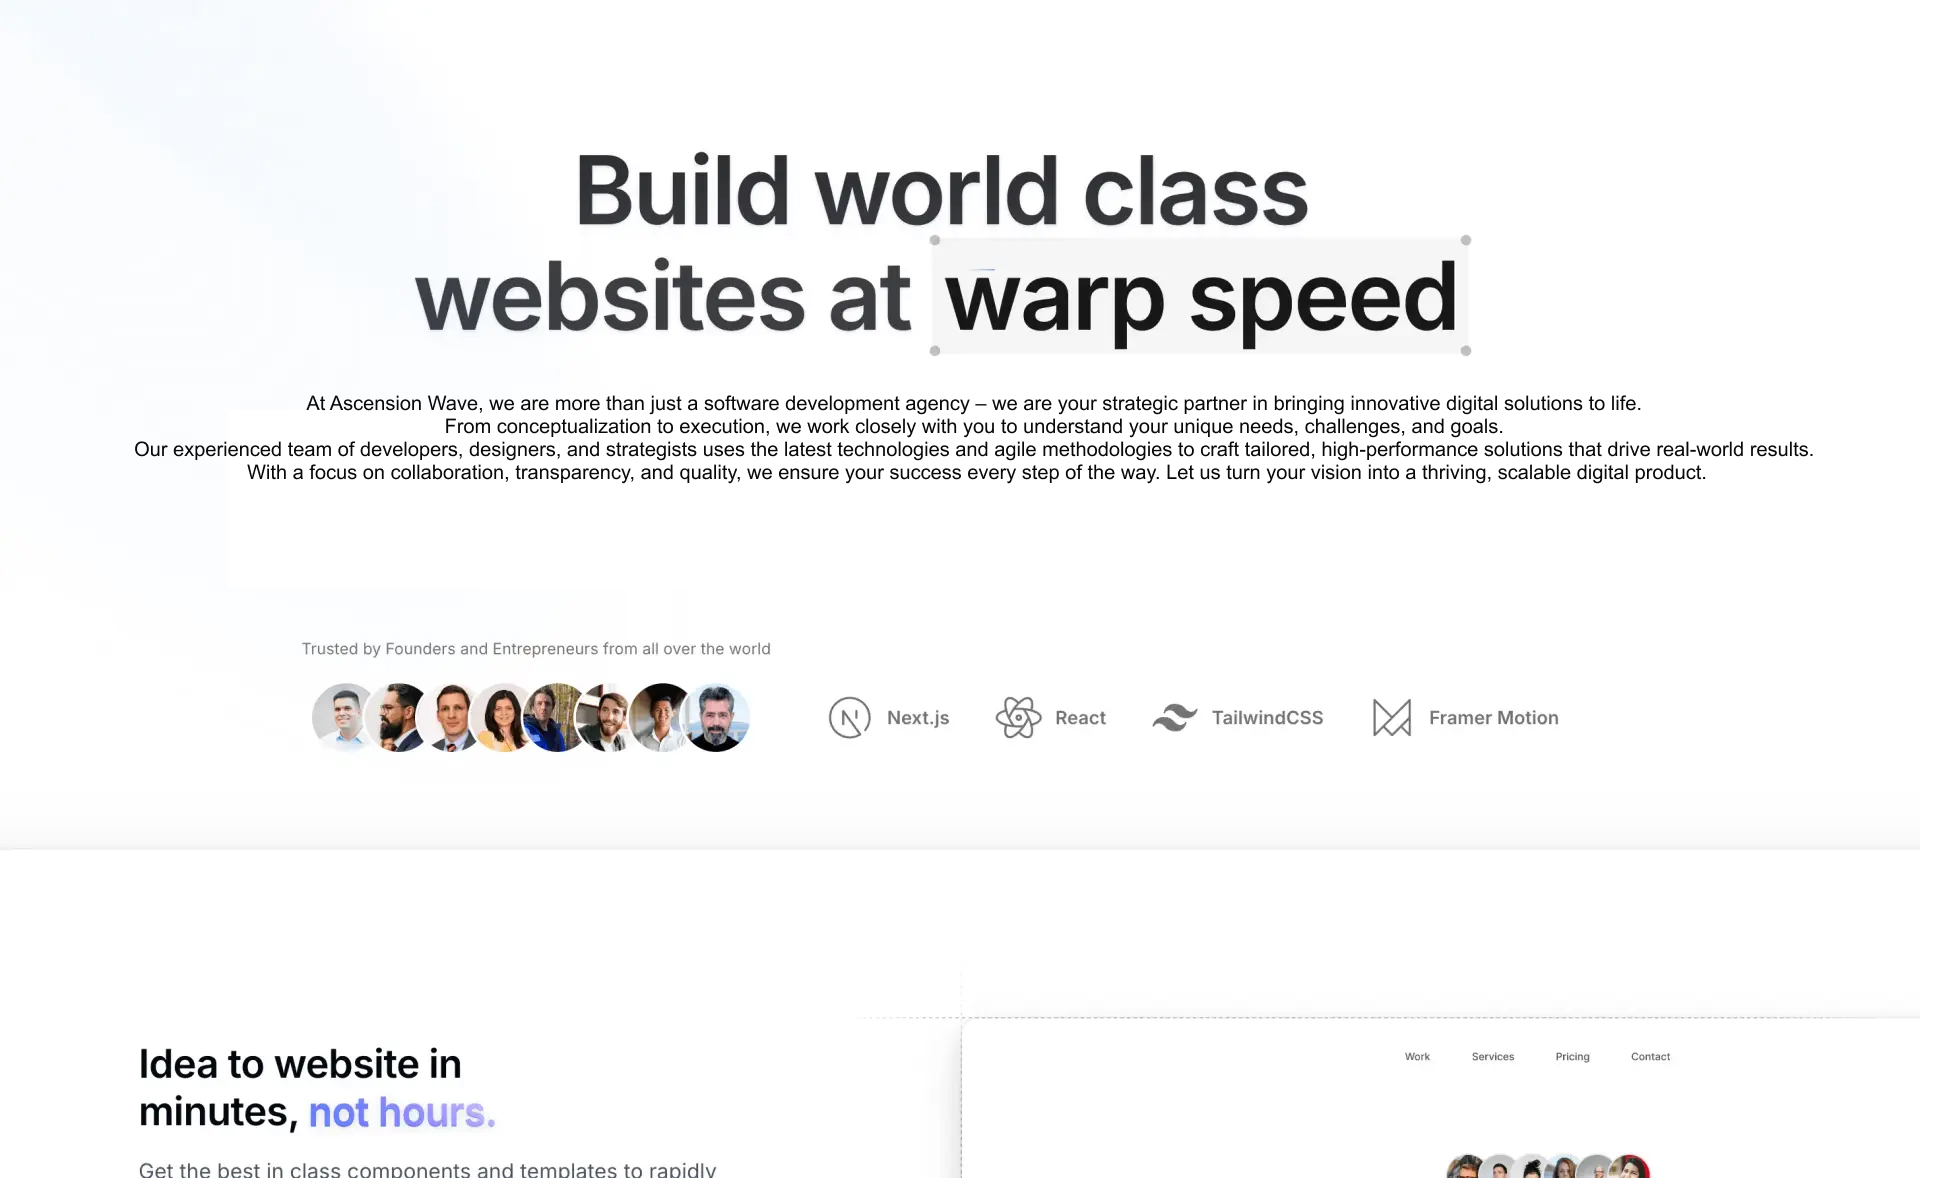 Build world class
websites at warp speed
At Ascension Wave, we are more than just a software development agency – we are your strategic partner in bringing innovative digital solutions to life.
From conceptualization to execution, we work closely with you to understand your unique needs, challenges, and goals.
Our experienced team of developers, designers, and strategists uses the latest technologies and agile methodologies to craft tailored, high-performance solutions that drive real-world results.
With a focus on collaboration, transparency, and quality, we ensure your success every step of the way. Let us turn your vision into a thriving, scalable digital product.
Trusted by Founders and Entrepreneurs from all over the world
Next.js
React
TailwindCSS
Framer Motion
Idea to website in
minutes, not hours.
Get the best in class components and templates to rapidly
Work
Services
Pricing
Contact